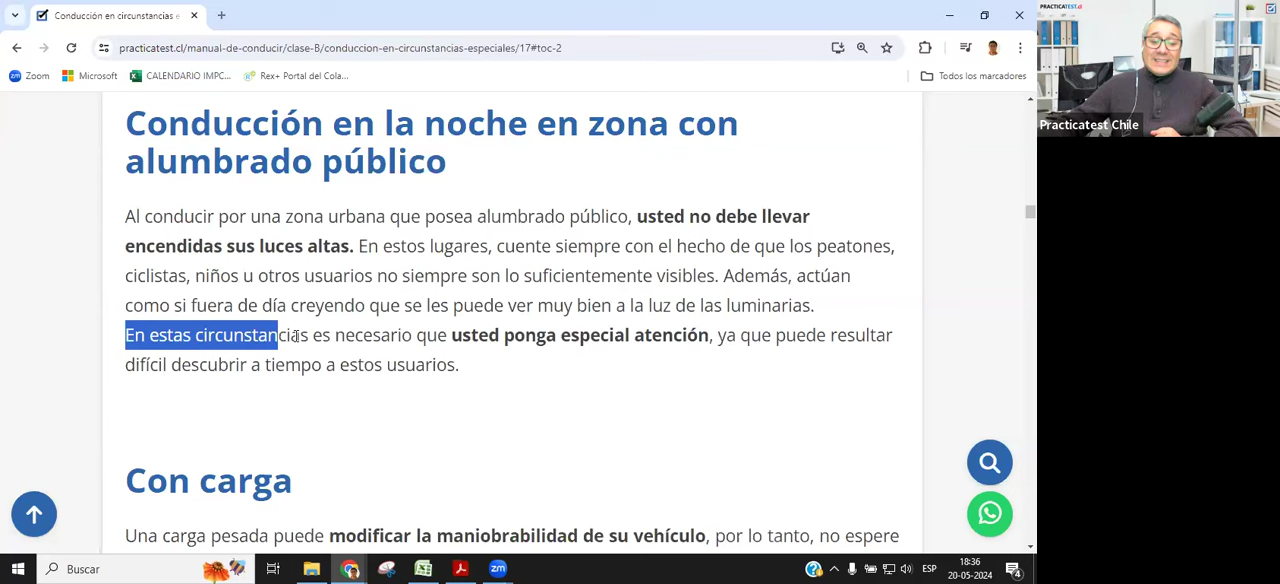 Conducción en circunstancias e
practicatest.cl/manual-de-conducir/clase-B/conduccion-en-circunstancias-especiales/17#toc-2
Zoom
Microsoft
CALENDARIO IMPC...
Rex+ Portal del Cola...
Todos los marcadores
PRACTICATEST.cl
Practicatest Chile
Conducción en la noche en zona con
alumbrado público
Al conducir por una zona urbana que posea alumbrado público, usted no debe llevar
encendidas sus luces altas. En estos lugares, cuente siempre con el hecho de que los peatones,
ciclistas, niños u otros usuarios no siempre son lo suficientemente visibles. Además, actúan
como si fuera de día creyendo que se les puede ver muy bien a la luz de las luminarias.
En estas circunstancias es necesario que usted ponga especial atención, ya que puede resultar
difícil descubrir a tiempo a estos usuarios.
Con carga
Una carga pesada puede modificar la maniobrabilidad de su vehículo, por lo tanto, no espere
Buscar
zm
ESP
18:36
20-05-2024
4